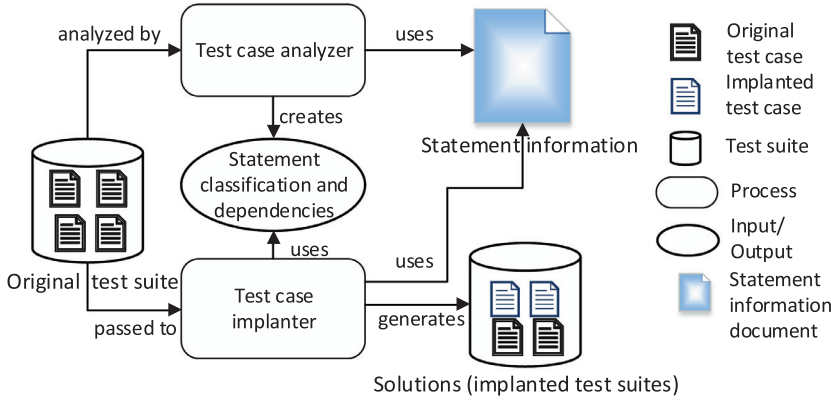 analyzed by
Test case analyzer
uses
creates
Statement information
Statement
classification and
dependencies
uses
Original test suite
passed to
Test case
implanter
uses
generates
Solutions (implanted test suites)
Original
test case
Implanted
test case
Test suite
Process
Input/
Output
Statement
information
document